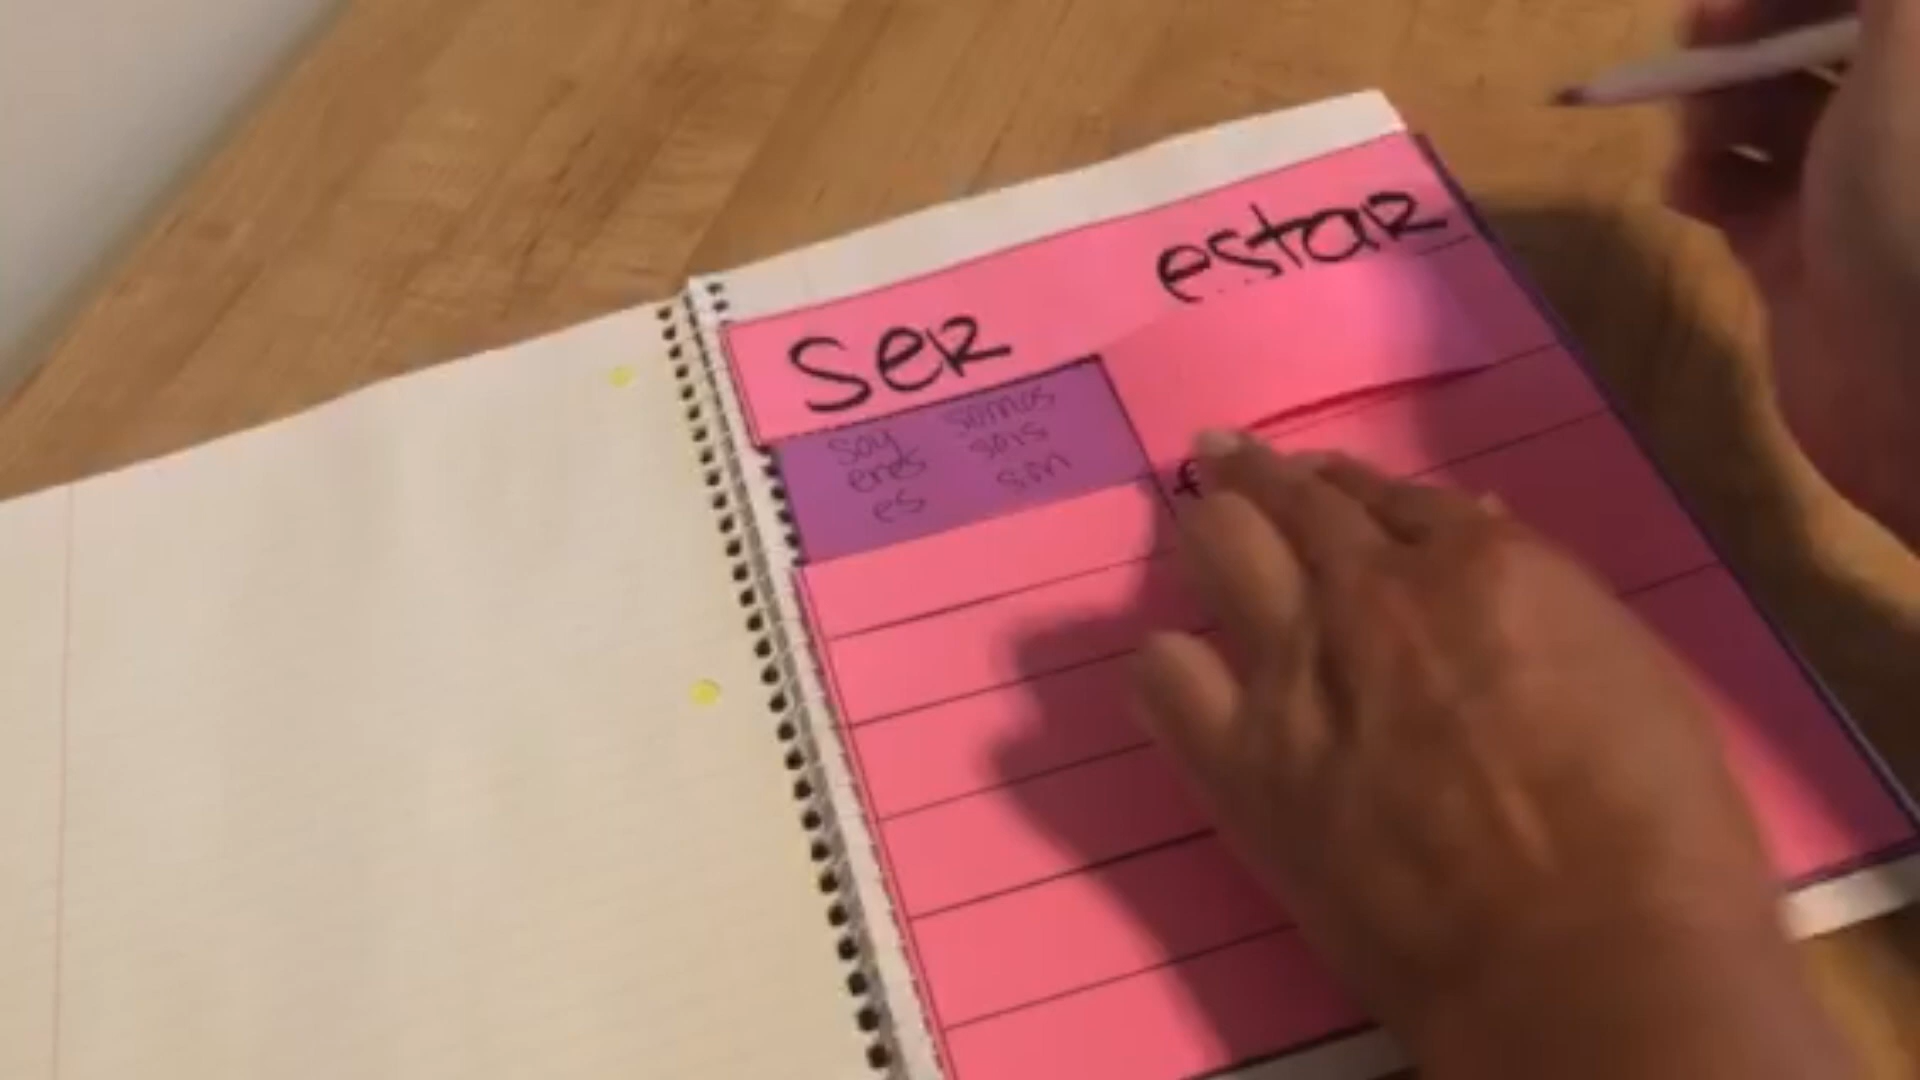 Ser
estar
soy somos
eres sois
es son
f